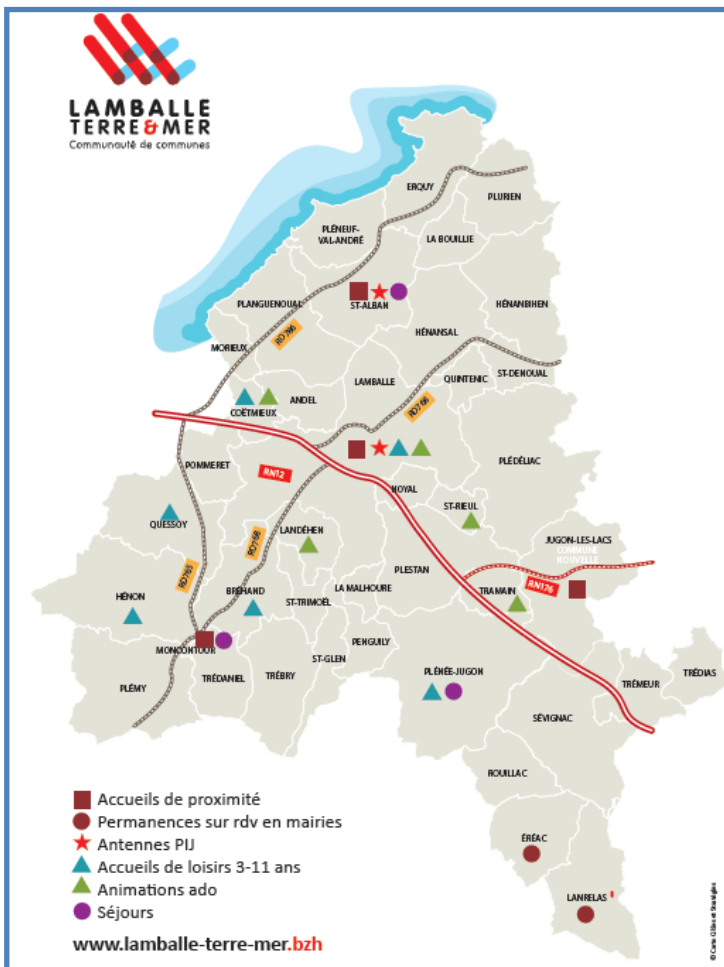 LAMBALLE
TERRE&MER
Communauté de communes
ERQUY
PLURIEN
PLÉNEUF-
VAL-ANDRÉ
LA BOUILLIE
PLANGUENOUAL
ST-ALBAN
HÉNANBIHEN
RD786
HÉNANSAL
MORIEUX
ST-DENOUAL
LAMBALLE
QUINTENIC
ANDEL
RD768
COËTMIEUX
POMMERET
PLÉDÉLIAC
RN12
NOYAL
ST-RIEUL
QUESSOY
LANDÉHEN
JUGON-LES-LACS
COMMUNE
NOUVELLE
RD768
RD765
PLESTAN
RN176
HÉNON
BRÉHAND
LA MALHOURE
TRAMAIN
ST-TRIMOËL
PENGUILY
MONCONTOUR
ST-GLEN
TRÉDANIEL
TRÉBRY
PLÉNÉE-JUGON
TRÉDIAS
TRÉMEUR
PLÉMY
SÉVIGNAC
ROUILLAC
Accueils de proximité
Permanences sur rdv en mairies
Antennes PIJ
Accueils de loisirs 3-11 ans
Animations ado
Séjours
ÉRÉAC
LANRELAS
www.lamballe-terre-mer.bzh